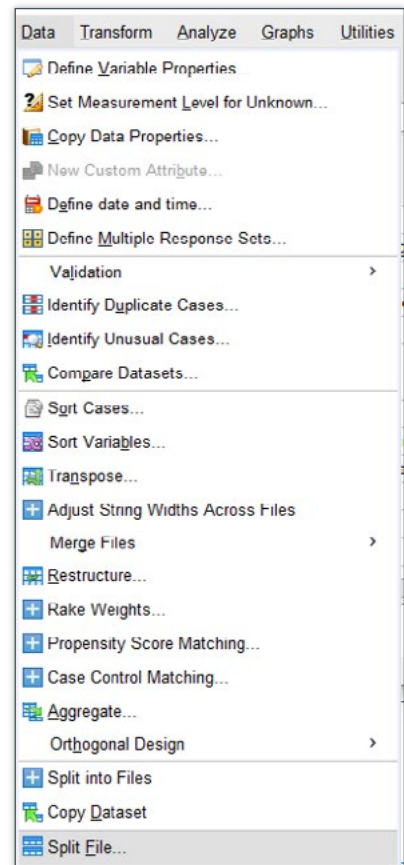 Data Transform Analyze Graphs Utilities
Define Variable Properties...
Set Measurement Level for Unknown...
Copy Data Properties...
New Custom Attribute...
Define date and time...
Define Multiple Response Sets...
Validation >
Identify Duplicate Cases...
Identify Unusual Cases...
Compare Datasets...
Sort Cases...
Sort Variables...
Transpose...
Adjust String Widths Across Files
Merge Files >
Restructure...
Rake Weights...
Propensity Score Matching...
Case Control Matching...
Aggregate...
Orthogonal Design >
Split into Files
Copy Dataset
Split File...